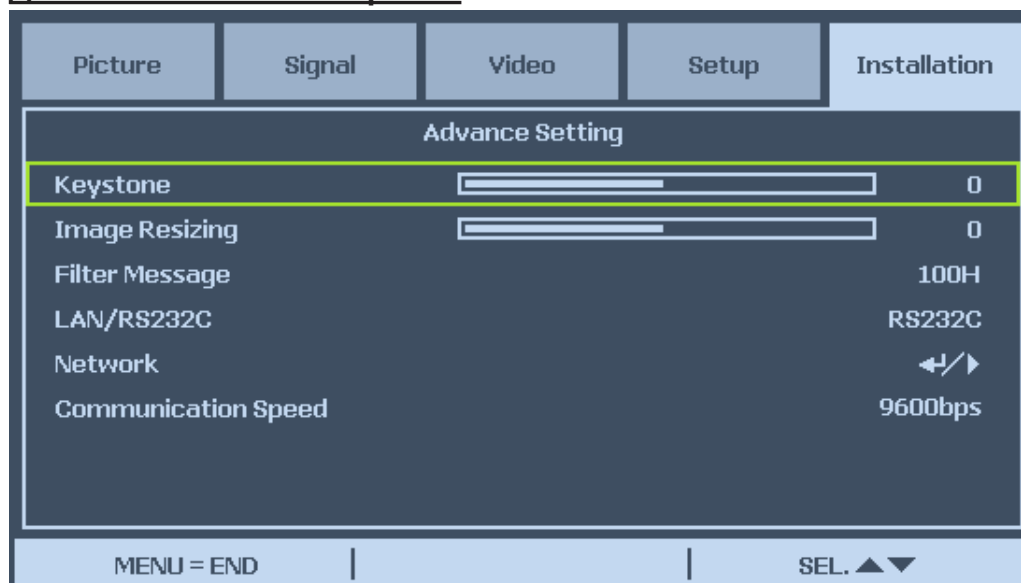 Picture Signal Video Setup Installation
Advance Setting
Keystone 0
Image Resizing 0
Filter Message 100H
LAN/RS232C RS232C
Network
Communication Speed 9600bps
MENU = END SEL. ▲▼